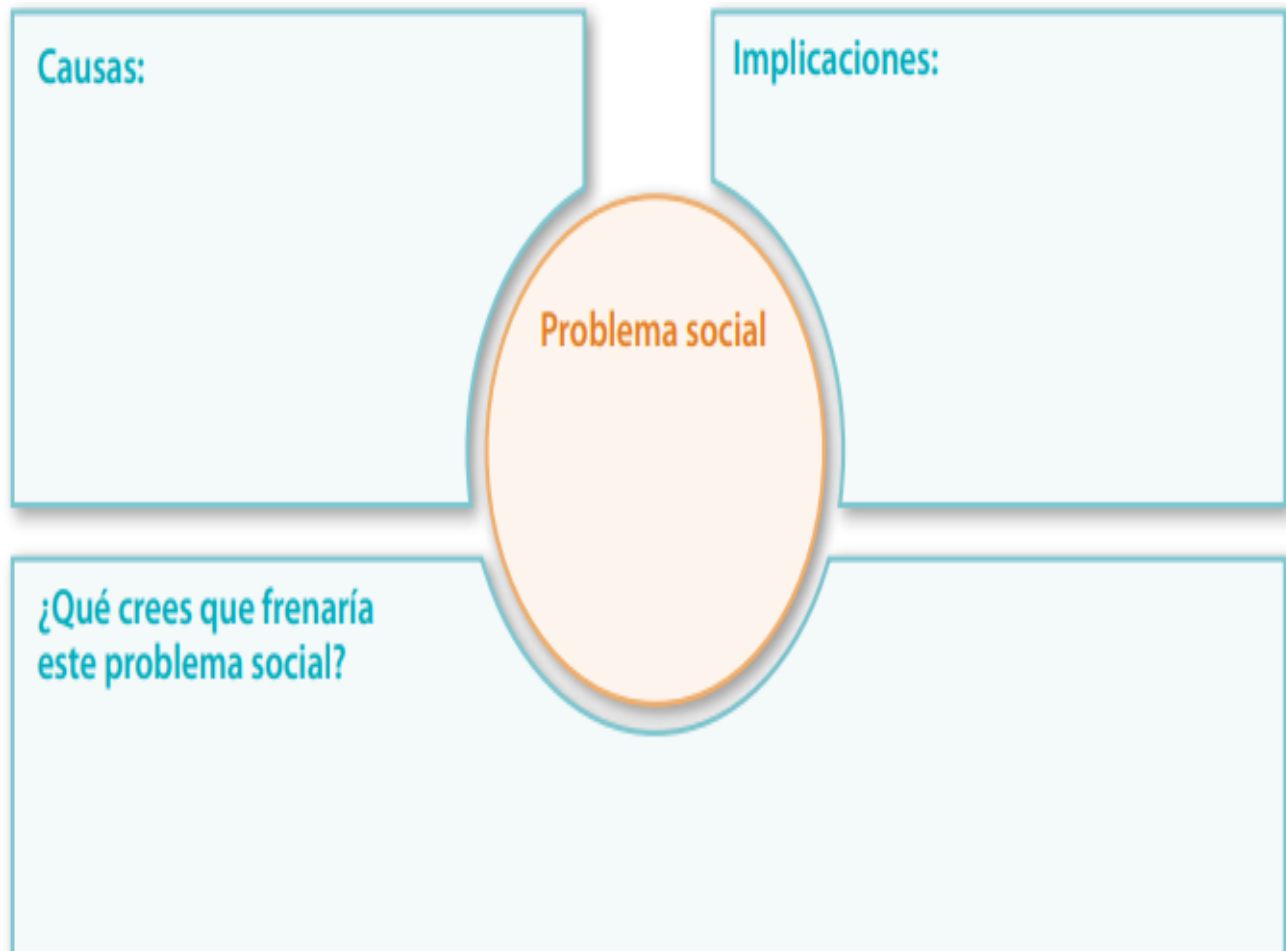 Causas:
Implicaciones:
Problema social
¿Qué crees que frenaría
este problema social?